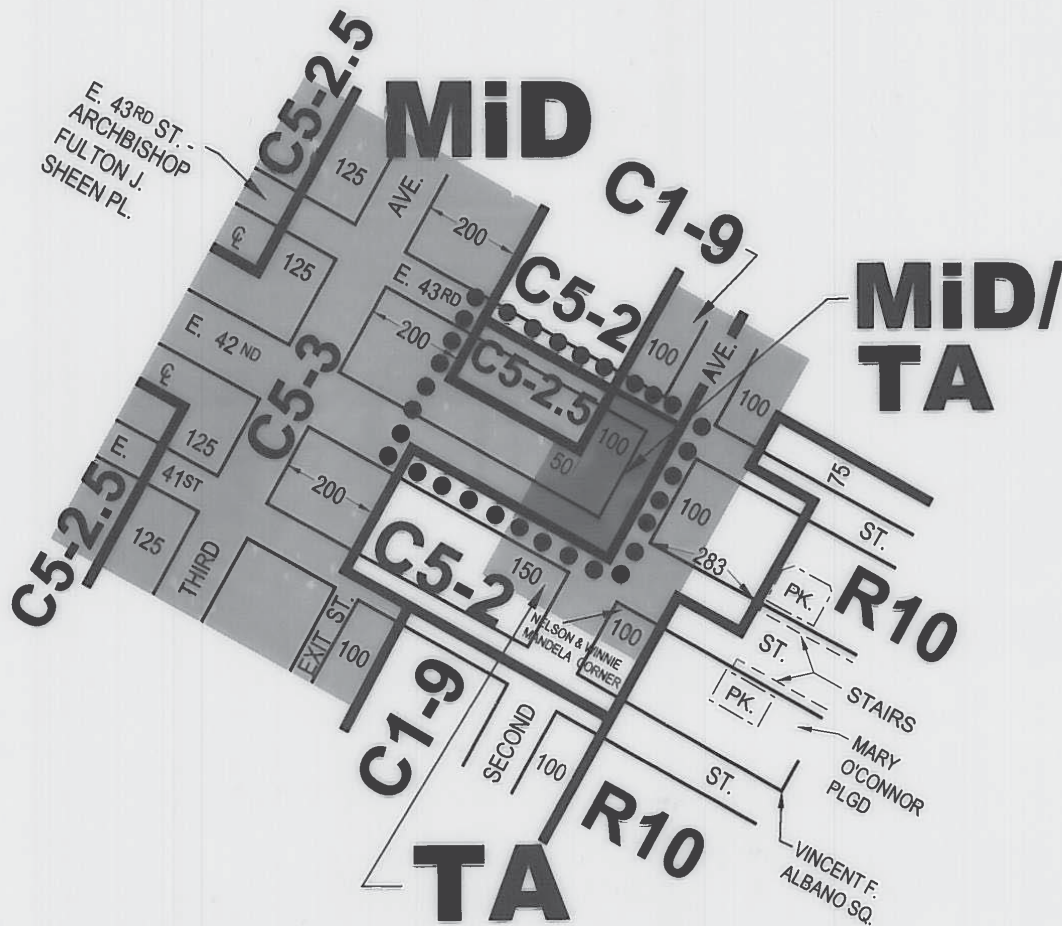 C5-2.5
E. 43RD ST. -
ARCHBISHOP
FULTON J.
SHEEN PL.
MiD
125
AVE.
200
C1-9
C5-2
MiD/
TA
℄
125
E. 43RD
200
C5-2.5
100
AVE.
100
E. 42ND
C5-3
100
50
75
ST.
℄
125
E.
41ST
C5-2.5
200
C5-2
150
100
283
PK.
R10
125
THIRD
EXIT ST.
100
NELSON & WINNIE
MANDELA CORNER
100
ST.
STAIRS
PK.
MARY
O'CONNOR
PLGD
C1-9
SECOND
100
ST.
R10
TA
VINCENT F.
ALBANO SQ.